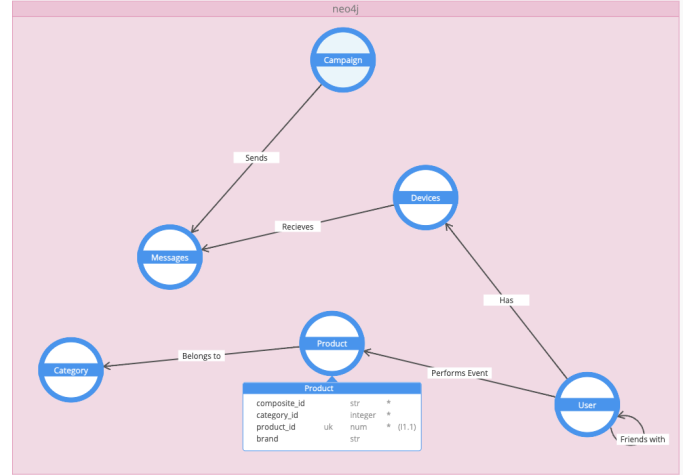 neo4j
Campaign
Sends
Devices
Recieves
Messages
Has
Product
Belongs to
Category
Performs Event
Product
User
composite_id str *
category_id integer *
product_id uk num * (I1.1)
brand str
Friends with